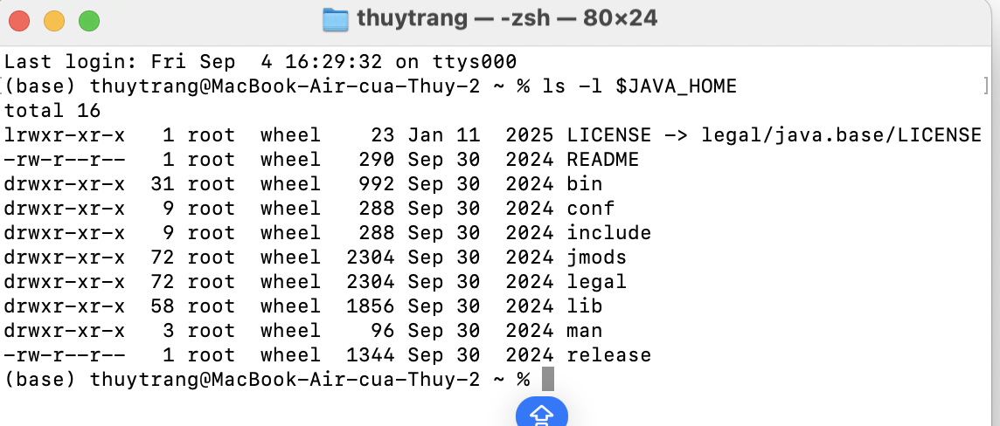 thuytrang — -zsh — 80×24
Last login: Fri Sep  4 16:29:32 on ttys000
(base) thuytrang@MacBook-Air-cua-Thuy-2 ~ % ls -l $JAVA_HOME
total 16
lrwxr-xr-x   1 root  wheel    23 Jan 11  2025 LICENSE -> legal/java.base/LICENSE
-rw-r--r--   1 root  wheel   290 Sep 30  2024 README
drwxr-xr-x  31 root  wheel   992 Sep 30  2024 bin
drwxr-xr-x   9 root  wheel   288 Sep 30  2024 conf
drwxr-xr-x   9 root  wheel   288 Sep 30  2024 include
drwxr-xr-x  72 root  wheel  2304 Sep 30  2024 jmods
drwxr-xr-x  72 root  wheel  2304 Sep 30  2024 legal
drwxr-xr-x  58 root  wheel  1856 Sep 30  2024 lib
drwxr-xr-x   3 root  wheel    96 Sep 30  2024 man
-rw-r--r--   1 root  wheel  1344 Sep 30  2024 release
(base) thuytrang@MacBook-Air-cua-Thuy-2 ~ %